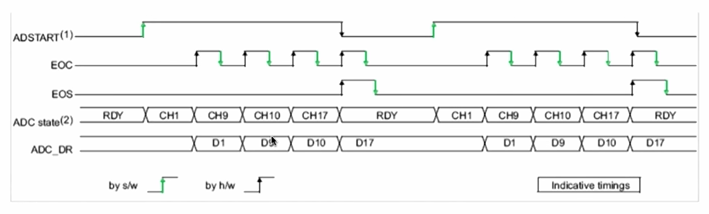 ADSTART(1)
EOC
EOS
ADC state(2) RDY CH1 CH9 CH10 CH17 RDY CH1 CH9 CH10 CH17 RDY
ADC_DR D1 D9 D10 D17 D1 D9 D10 D17
by s/w by h/w Indicative timings